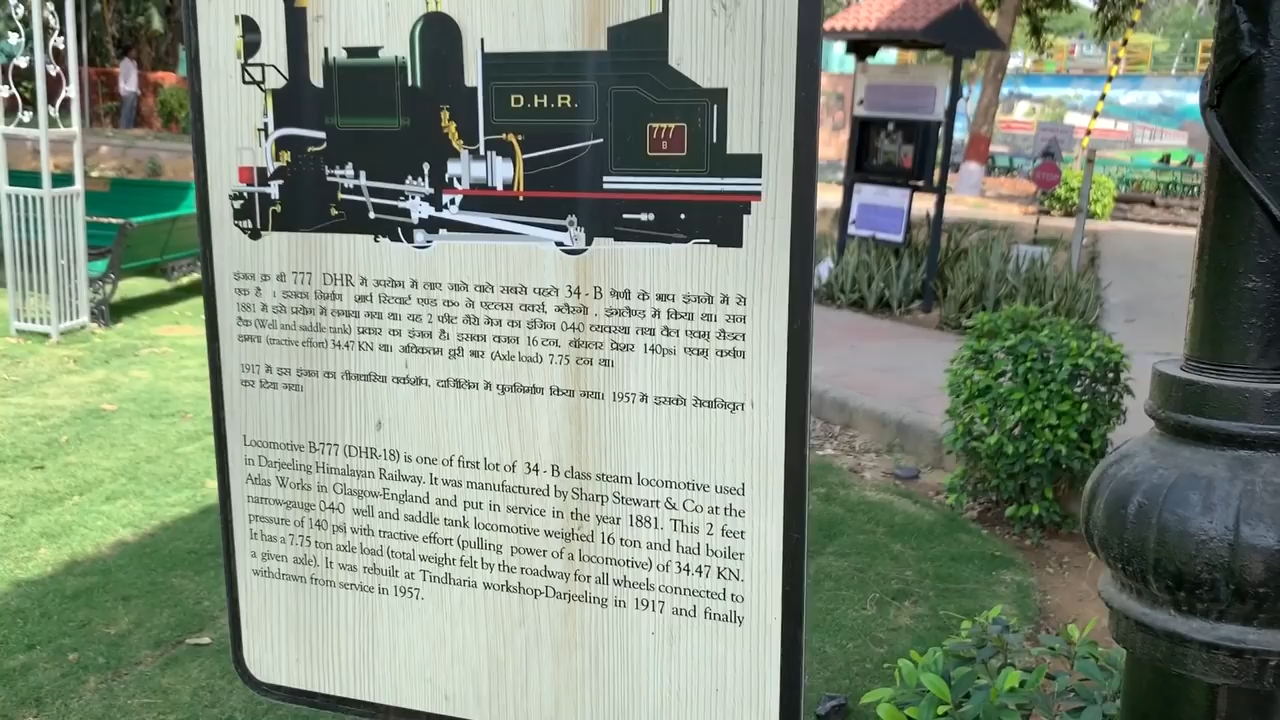 D.H.R.
777
B
इंजन क्र बी 777 DHR में उपयोग में लाए जाने वाले सबसे पहले 34 - B श्रेणी के भाप इंजनो में से
एक है । इसका निर्माण शार्प स्टिवार्ट एण्ड क० ने एटलस वर्क्स, ग्लेस्गो , इंगलैण्ड में किया था। सन
1881 में इसे प्रयोग में लगाया गया था। यह 2 फीट नैरो गेज का इंजिन 0-4-0 व्यवस्था तथा वैल एवम् सैडल
टैंक (Well and saddle tank) प्रकार का इंजन है। इसका वजन 16 टन, बॉयलर प्रेशर 140psi एवम् कर्षण
क्षमता (tractive effort) 34.47 KN था। अधिकतम धूरी भार (Axle load) 7.75 टन था।
1917 में इस इंजन का तीनधारिया वर्कशॉप, दार्जिलिंग में पुनर्निर्माण किया गया। 1957 में इसको सेवानिवृत
कर दिया गया।
Locomotive B-777 (DHR-18) is one of first lot of 34 - B class steam locomotive used
in Darjeeling Himalayan Railway. It was manufactured by Sharp Stewart & Co at the
Atlas Works in Glasgow-England and put in service in the year 1881. This 2 feet
narrow-gauge 0-4-0 well and saddle tank locomotive weighed 16 ton and had boiler
pressure of 140 psi with tractive effort (pulling power of a locomotive) of 34.47 KN.
It has a 7.75 ton axle load (total weight felt by the roadway for all wheels connected to
a given axle). It was rebuilt at Tindharia workshop-Darjeeling in 1917 and finally
withdrawn from service in 1957.
STOP